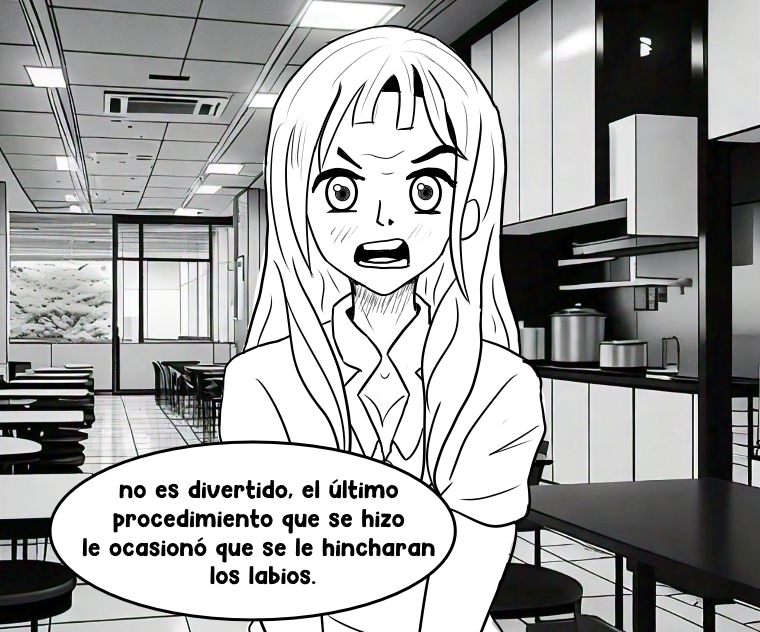 no es divertido, el último
procedimiento que se hizo
le ocasionó que se le hincharan
los labios.